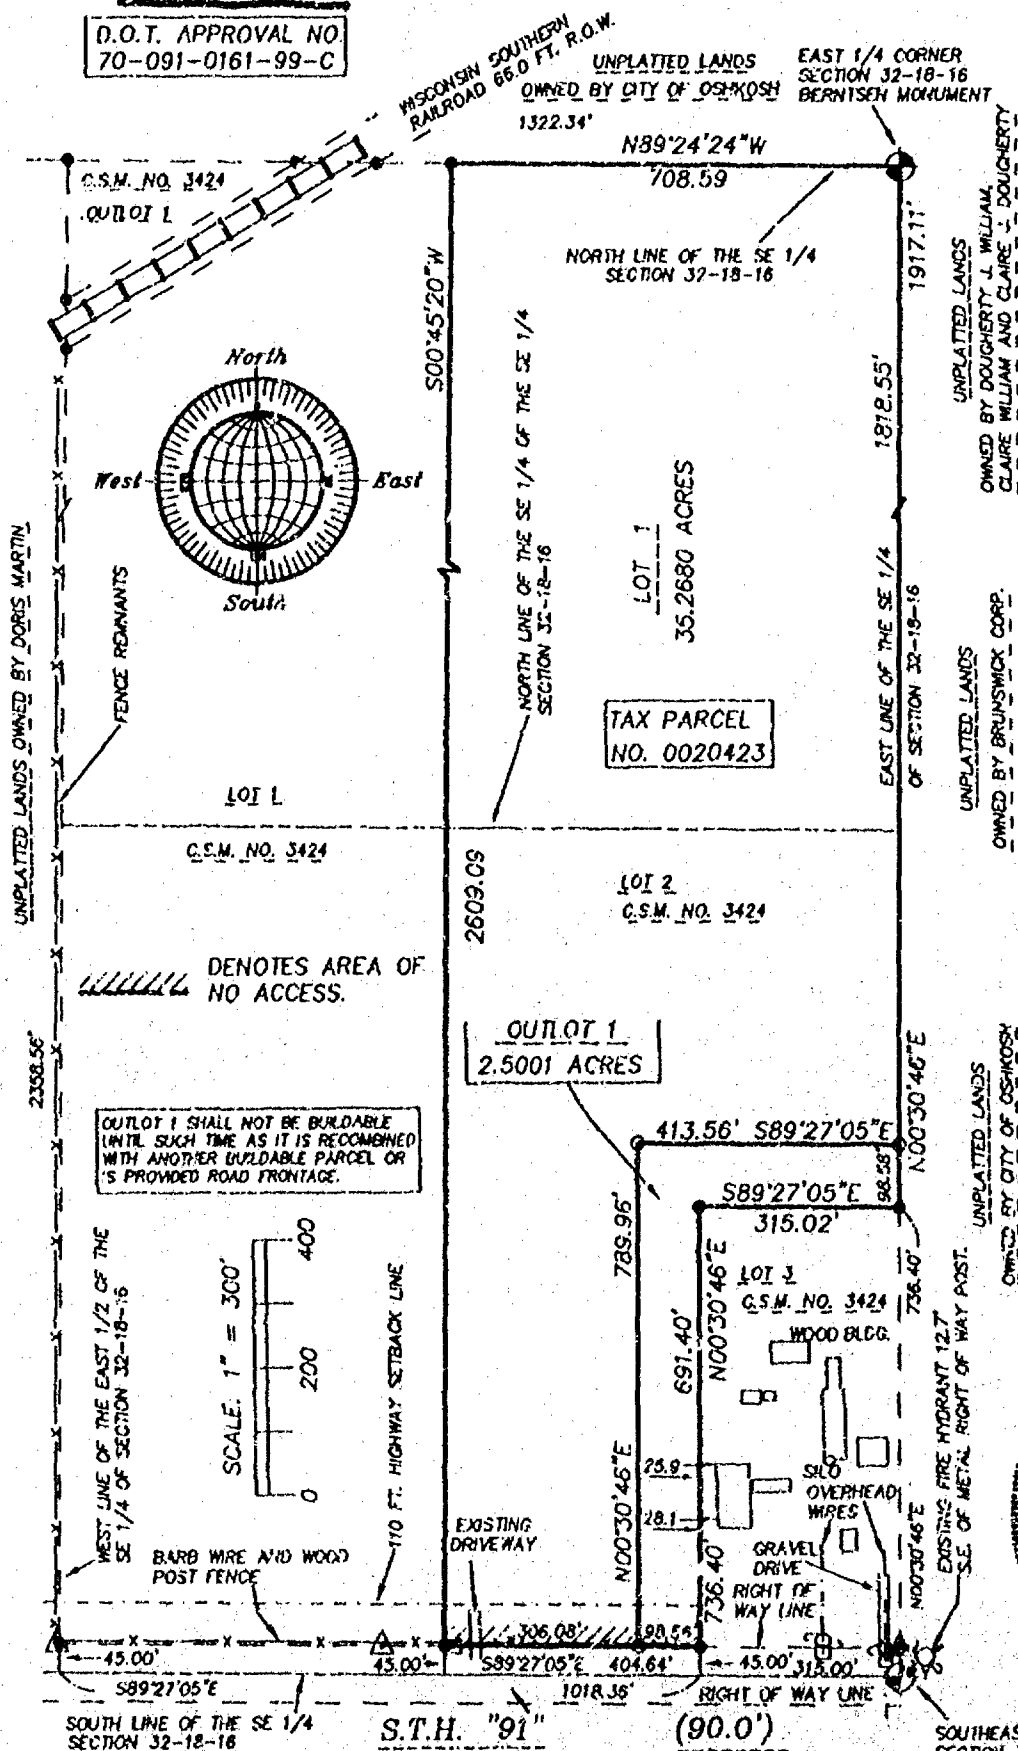 D.O.T. APPROVAL NO.
70-091-0161-99-C
WISCONSIN SOUTHERN
RAILROAD 66.0 FT. R.O.W.
UNPLATTED LANDS
OWNED BY CITY OF OSHKOSH
1322.34'
EAST 1/4 CORNER
SECTION 32-18-16
BERNTSEN MONUMENT
N89°24'24"W
708.59
C.S.M. NO. 3424
OUTLOT 1
NORTH LINE OF THE SE 1/4
SECTION 32-18-16
S00°45'20"W
1917.11'
UNPLATTED LANDS
OWNED BY DOUGHERTY J. WILLIAM,
CLAIRE WILLIAM AND CLAIRE J. DOUGHERTY
North
West
East
South
NORTH LINE OF THE SE 1/4 OF THE SE 1/4
SECTION 32-18-16
1818.55'
LOT 1
35.2680 ACRES
EAST LINE OF THE SE 1/4
OF SECTION 32-18-16
UNPLATTED LANDS
OWNED BY BRUNSWICK CORP.
UNPLATTED LANDS OWNED BY DORIS MARTIN
FENCE REMNANTS
TAX PARCEL
NO. 0020423
LOT 1
C.S.M. NO. 3424
2609.09
LOT 2
C.S.M. NO. 3424
DENOTES AREA OF
NO ACCESS.
OUTLOT 1
2.5001 ACRES
2358.56'
OUTLOT 1 SHALL NOT BE BUILDABLE
UNTIL SUCH TIME AS IT IS RECOMBINED
WITH ANOTHER BUILDABLE PARCEL OR
IS PROVIDED ROAD FRONTAGE.
413.56' S89°27'05"E
N00°30'46"E
98.58'
UNPLATTED LANDS
OWNED BY CITY OF OSHKOSH
S89°27'05"E
315.02'
789.96'
N00°30'46"E
691.40'
736.40'
LOT 3
C.S.M. NO. 3424
WOOD BLDG.
WEST LINE OF THE EAST 1/2 OF THE
SE 1/4 OF SECTION 32-18-16
SCALE: 1" = 300'
400
200
0
110 FT. HIGHWAY SETBACK LINE
EXISTING FIRE HYDRANT 12.7'
S.E. OF METAL RIGHT OF WAY POST.
N00°30'46"E
25.9
28.1
SILO
OVERHEAD
WIRES
N00°30'46"E
EXISTING
DRIVEWAY
736.40'
GRAVEL
DRIVE
RIGHT OF
WAY LINE
BARB WIRE AND WOOD
POST FENCE
306.08'
98.56'
45.00'
45.00'
S89°27'05"E
404.64'
45.00'
315.00'
S89°27'05"E
1018.36'
RIGHT OF WAY LINE
SOUTH LINE OF THE SE 1/4
SECTION 32-18-16
S.T.H. "91"
(90.0')